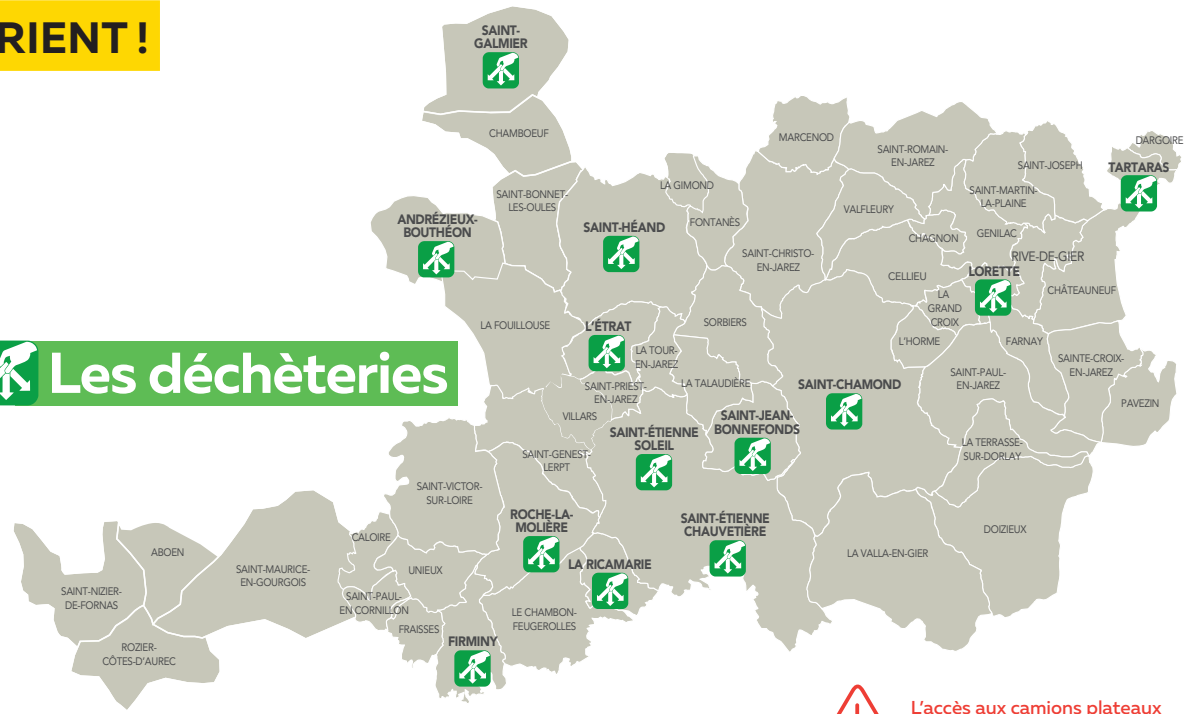 RIENT !
SAINT-
GALMIER
CHAMBOEUF
MARCENOD
SAINT-ROMAIN-
EN-JAREZ
DARGOIRE
SAINT-JOSEPH
TARTARAS
LA GIMOND
SAINT-BONNET-
LES-OULES
SAINT-MARTIN-
LA-PLAINE
ANDRÉZIEUX-
BOUTHÉON
SAINT-HÉAND
FONTANÈS
VALFLEURY
CHAGNON
GENILAC
RIVE-DE-GIER
SAINT-CHRISTO-
EN-JAREZ
CELLIEU
LORETTE
CHÂTEAUNEUF
LA
GRAND
CROIX
LA FOUILLOUSE
L'ÉTRAT
SORBIERS
L'HORME
FARNAY
LA TOUR-
EN-JAREZ
SAINTE-CROIX-
EN-JAREZ
Les déchèteries
SAINT-PRIEST-
EN-JAREZ
LA TALAUDIÈRE
SAINT-CHAMOND
SAINT-PAUL-
EN-JAREZ
PAVEZIN
VILLARS
SAINT-JEAN-
BONNEFONDS
SAINT-ÉTIENNE
SOLEIL
LA TERRASSE-
SUR-DORLAY
SAINT-GENEST-
LERPT
SAINT-VICTOR-
SUR-LOIRE
ROCHE-LA-
MOLIÈRE
SAINT-ÉTIENNE
CHAUVETIÈRE
DOIZIEUX
CALOIRE
ABOEN
LA VALLA-EN-GIER
SAINT-MAURICE-
EN-GOURGOIS
UNIEUX
LA RICAMARIE
SAINT-NIZIER-
DE-FORNAS
SAINT-PAUL-
EN CORNILLON
LE CHAMBON-
FEUGEROLLES
FRAISSES
FIRMINY
ROZIER-
CÔTES-D'AUREC
L'accès aux camions plateaux